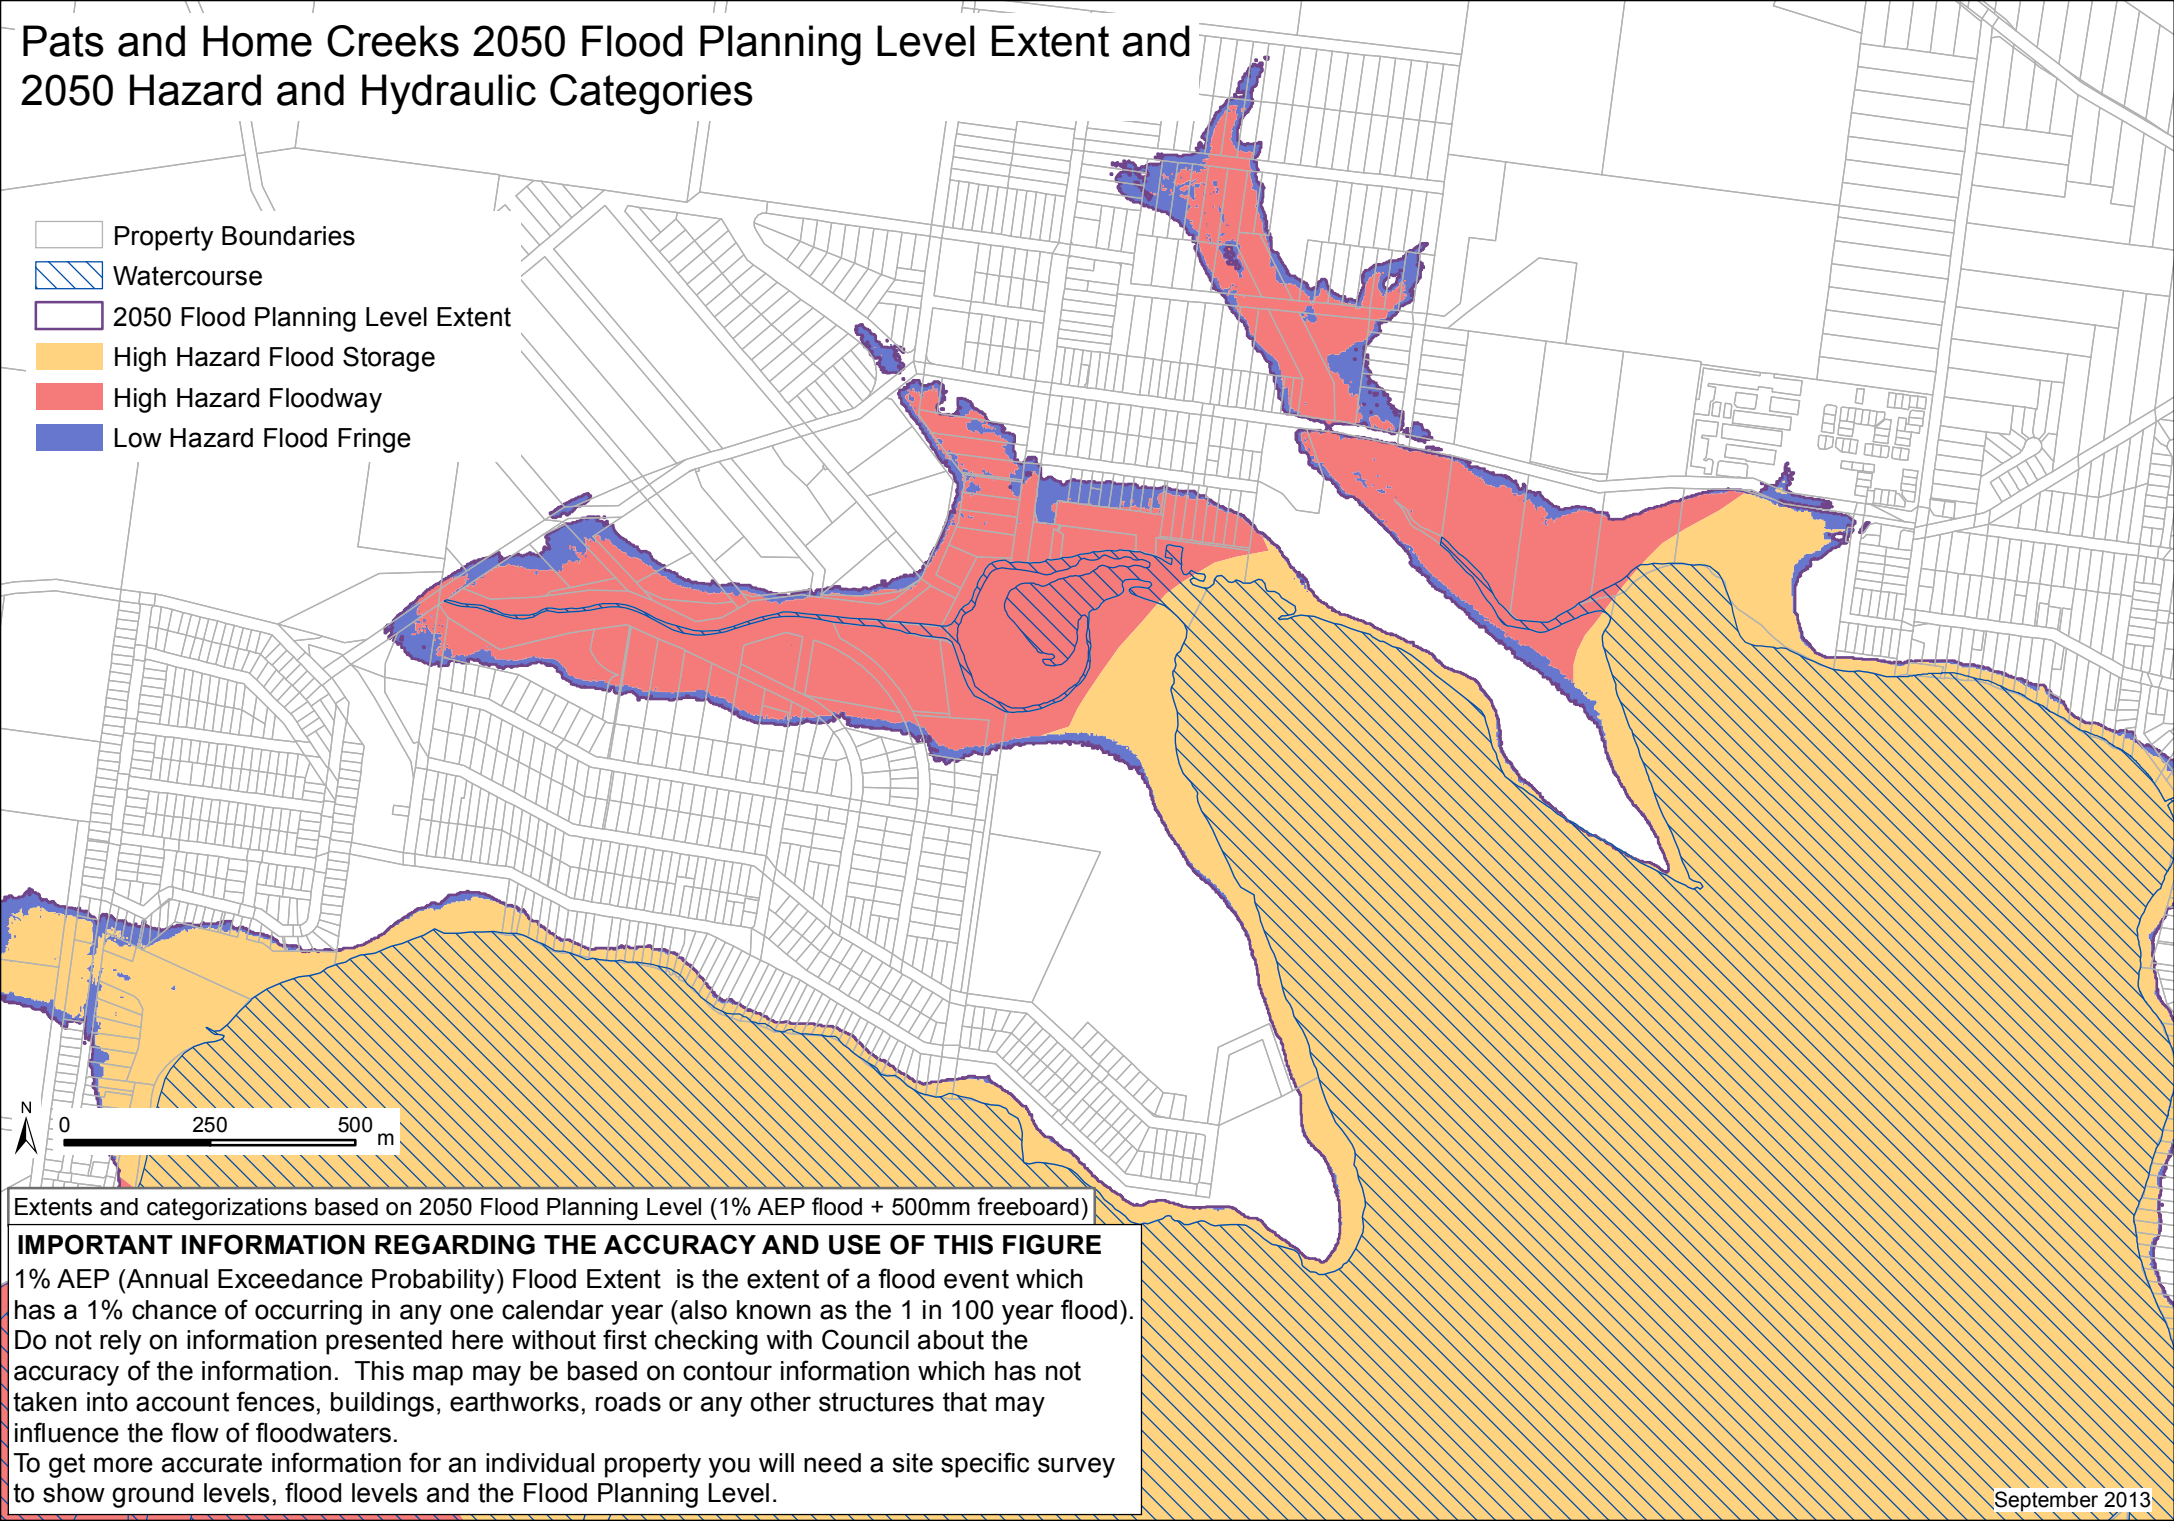 Pats and Home Creeks 2050 Flood Planning Level Extent and
2050 Hazard and Hydraulic Categories
Property Boundaries
Watercourse
2050 Flood Planning Level Extent
High Hazard Flood Storage
High Hazard Floodway
Low Hazard Flood Fringe
N
0 250 500 m
Extents and categorizations based on 2050 Flood Planning Level (1% AEP flood + 500mm freeboard)
IMPORTANT INFORMATION REGARDING THE ACCURACY AND USE OF THIS FIGURE
1% AEP (Annual Exceedance Probability) Flood Extent is the extent of a flood event which
has a 1% chance of occurring in any one calendar year (also known as the 1 in 100 year flood).
Do not rely on information presented here without first checking with Council about the
accuracy of the information. This map may be based on contour information which has not
taken into account fences, buildings, earthworks, roads or any other structures that may
influence the flow of floodwaters.
To get more accurate information for an individual property you will need a site specific survey
to show ground levels, flood levels and the Flood Planning Level.
September 2013